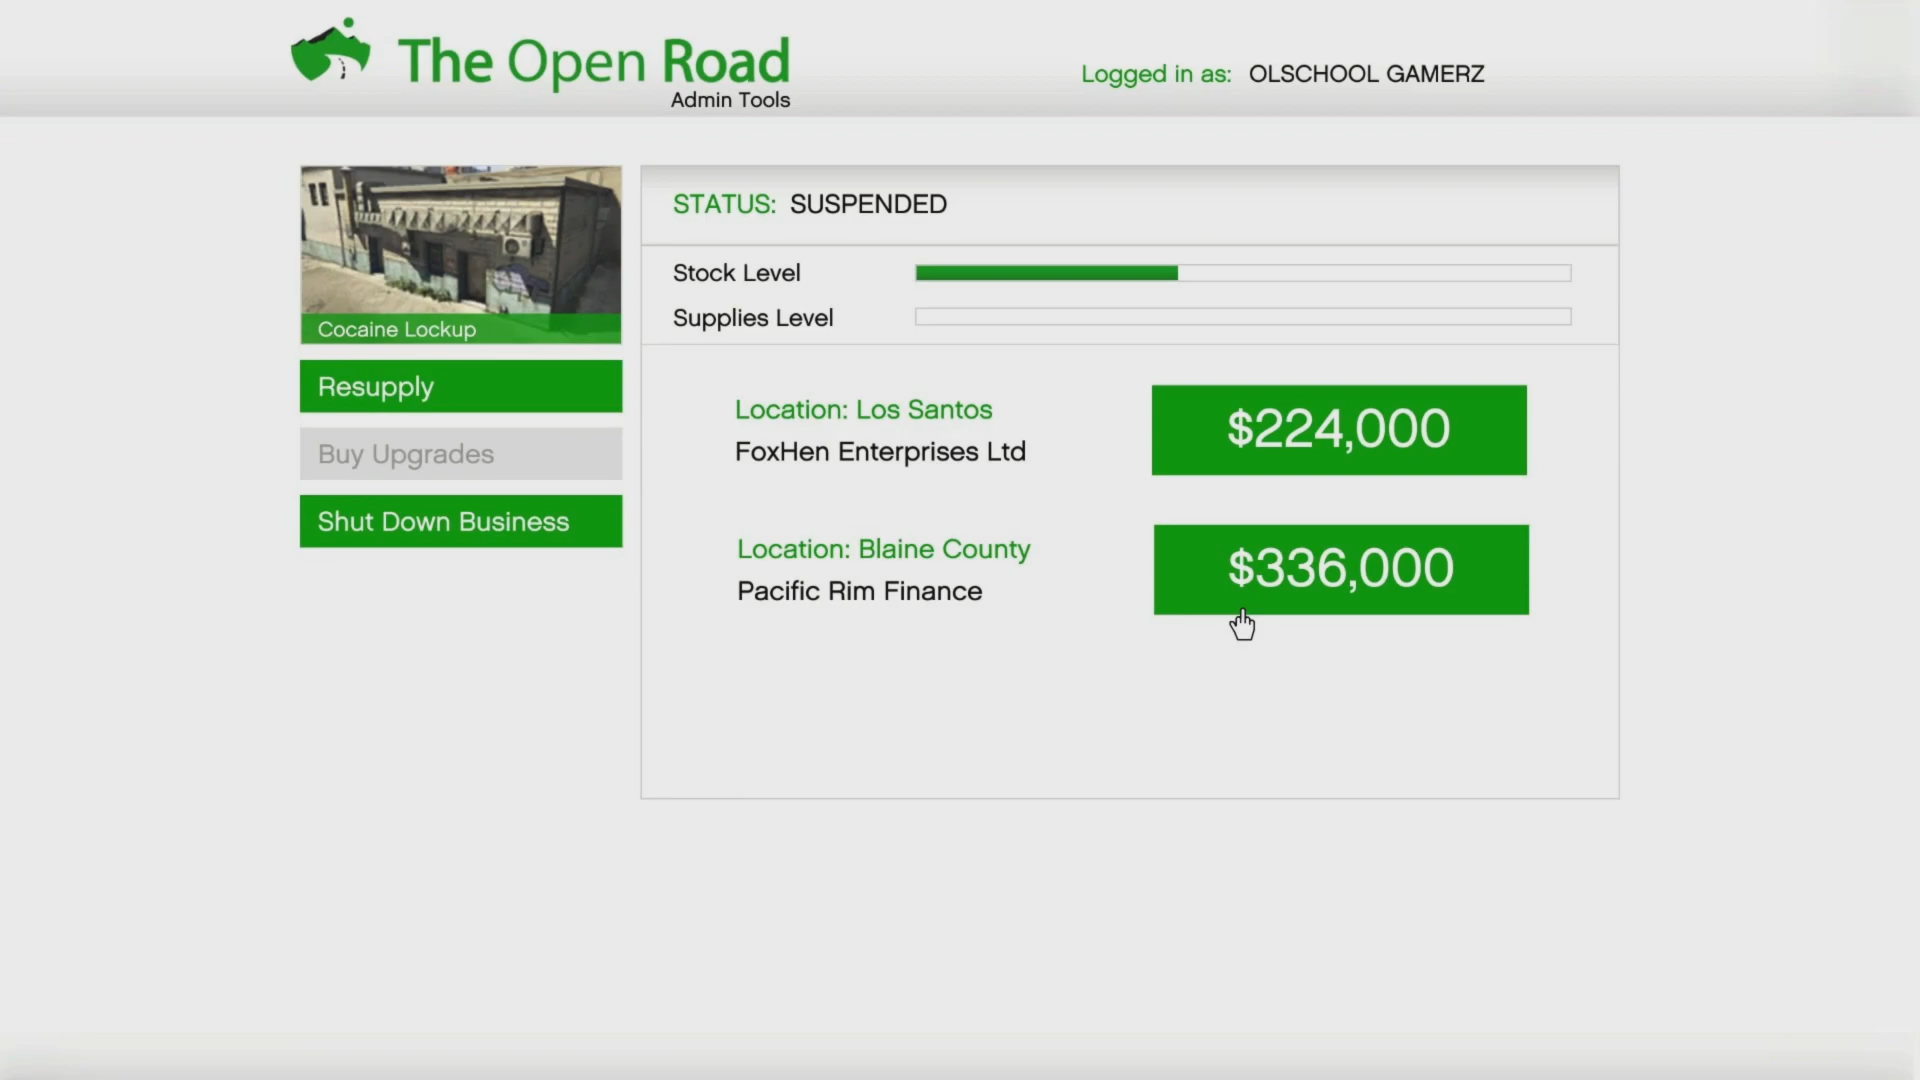 The Open Road
Admin Tools
Logged in as: OLSCHOOL GAMERZ
Cocaine Lockup
Resupply
Buy Upgrades
Shut Down Business
STATUS: SUSPENDED
Stock Level
Supplies Level
Location: Los Santos
FoxHen Enterprises Ltd
$224,000
Location: Blaine County
Pacific Rim Finance
$336,000